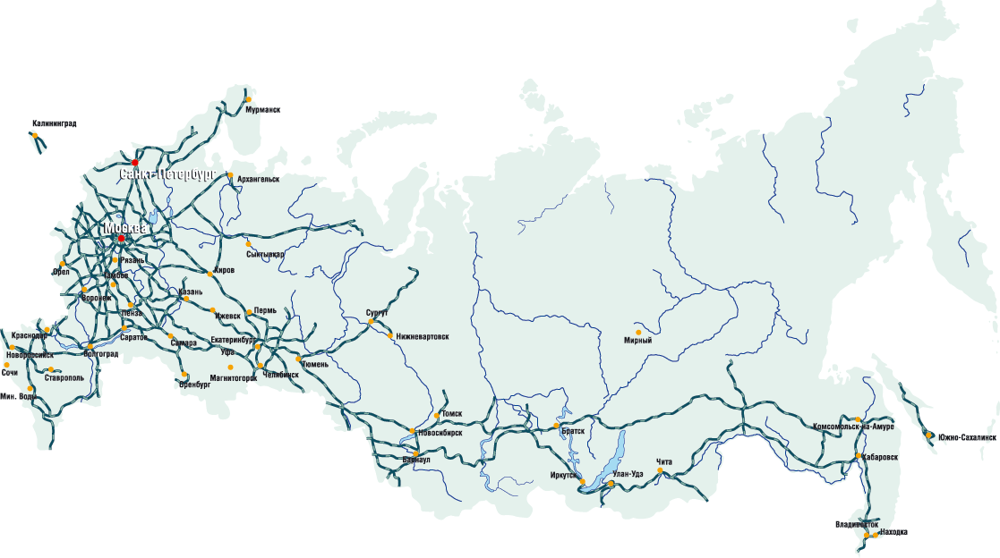 Мурманск
Калининград
Санкт-Петербург
Архангельск
Москва
Сыктывкар
Рязань
Орел
Тамбов
Киров
Воронеж
Казань
Пенза
Ижевск
Пермь
Сургут
Краснодар
Саратов
Самара
Екатеринбург
Нижневартовск
Мирный
Новороссийск
Волгоград
Уфа
Тюмень
Сочи
Ставрополь
Магнитогорск
Челябинск
Оренбург
Мин. Воды
Томск
Новосибирск
Братск
Комсомольск-на-Амуре
Южно-Сахалинск
Барнаул
Чита
Хабаровск
Иркутск
Улан-Удэ
Владивосток
Находка